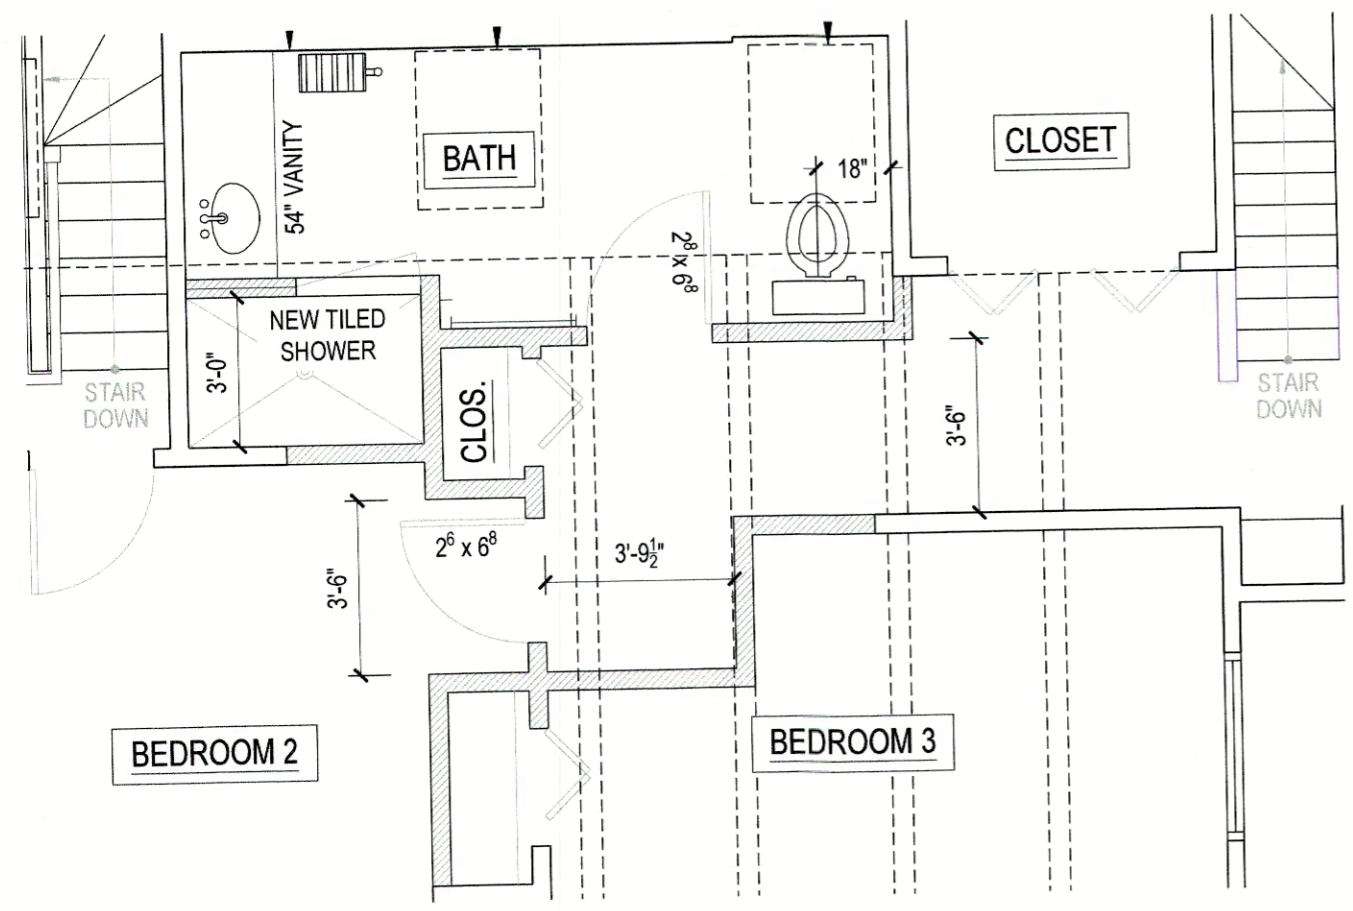 54" VANITY
BATH
18"
CLOSET
2⁸ x 6⁸
NEW TILED
SHOWER
3'-0"
STAIR
DOWN
CLOS.
3'-6"
STAIR
DOWN
2⁶ x 6⁸
3'-9½"
3'-6"
BEDROOM 2
BEDROOM 3